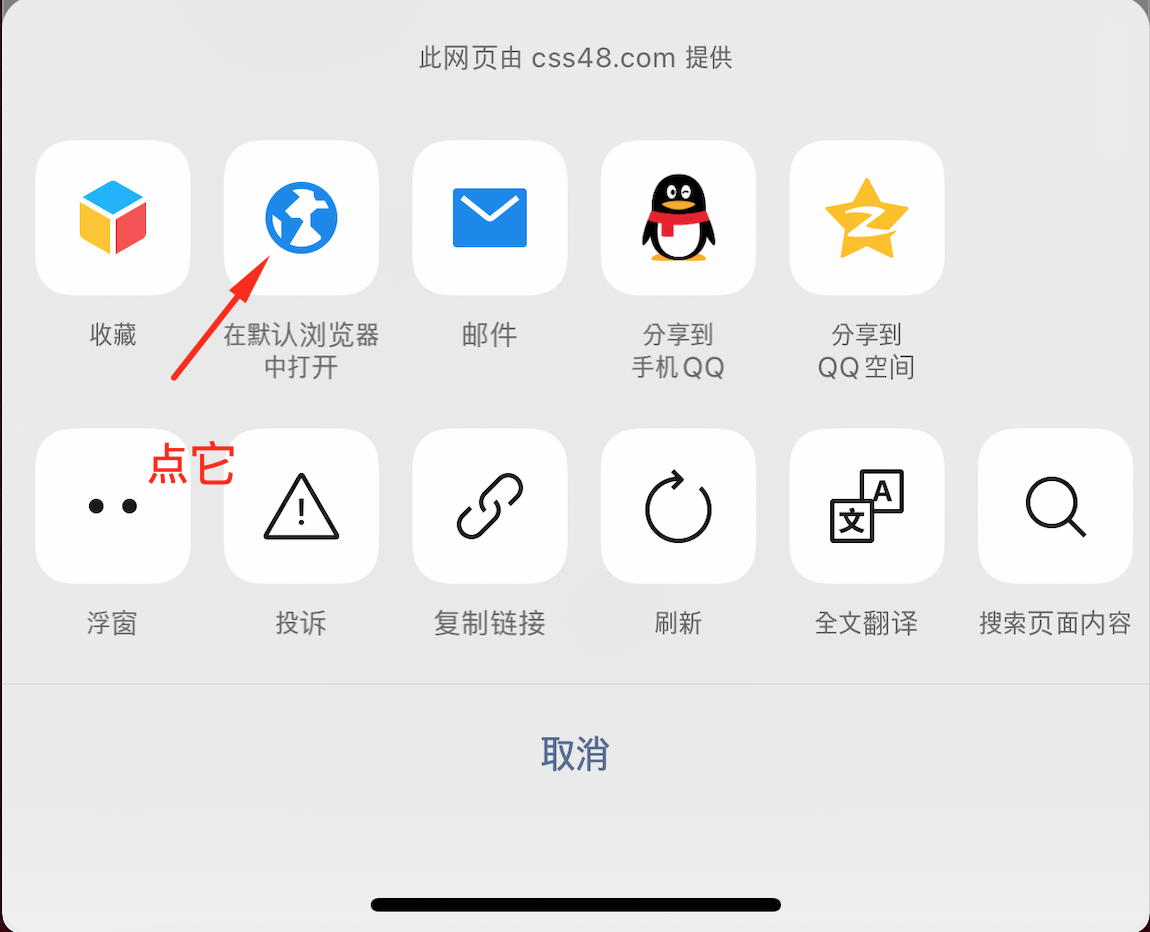 此网页由 css48.com 提供
收藏
在默认浏览器
中打开
邮件
分享到
手机QQ
分享到
QQ空间
点它
浮窗
投诉
复制链接
刷新
文 A
全文翻译
搜索页面内容
取消